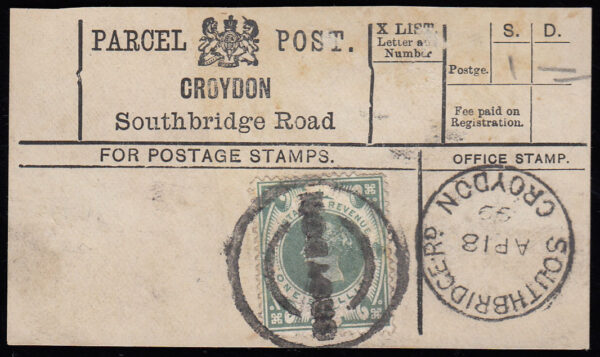 PARCEL POST.
CROYDON
Southbridge Road
X LIST
Letter and
Number
S. D.
Postge. 1 —
Fee paid on
Registration.
FOR POSTAGE STAMPS.
OFFICE STAMP.
REVENUE
ONE
SOUTHBRIDGE RD
CROYDON
AP 18
99